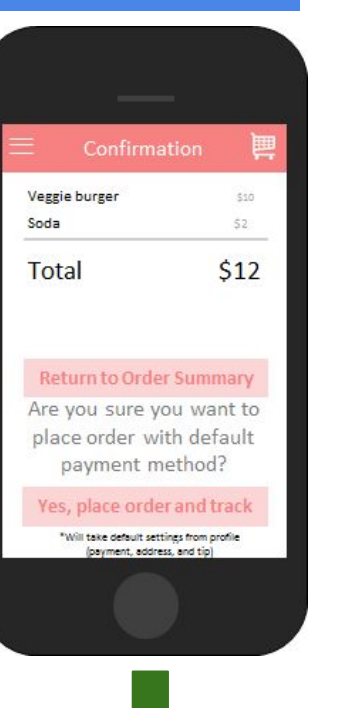 Confirmation
Veggie burger $10
Soda $2
Total $12
Return to Order Summary
Are you sure you want to
place order with default
payment method?
Yes, place order and track
*Will take default settings from profile
(payment, address, and tip)